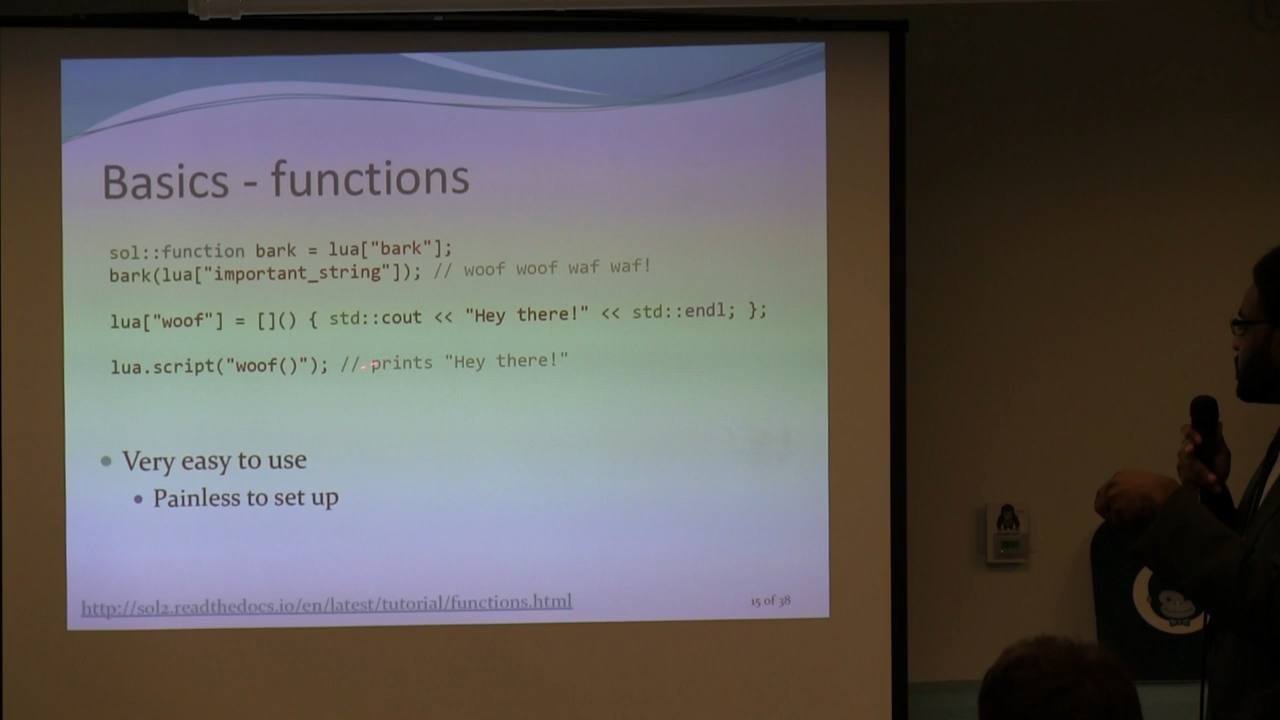 Basics - functions
sol::function bark = lua["bark"];
bark(lua["important_string"]); // woof woof waf waf!
lua["woof"] = []() { std::cout << "Hey there!" << std::endl; };
lua.script("woof()"); // prints "Hey there!"
Very easy to use
Painless to set up
http://sol2.readthedocs.io/en/latest/tutorial/functions.html
15 of 38